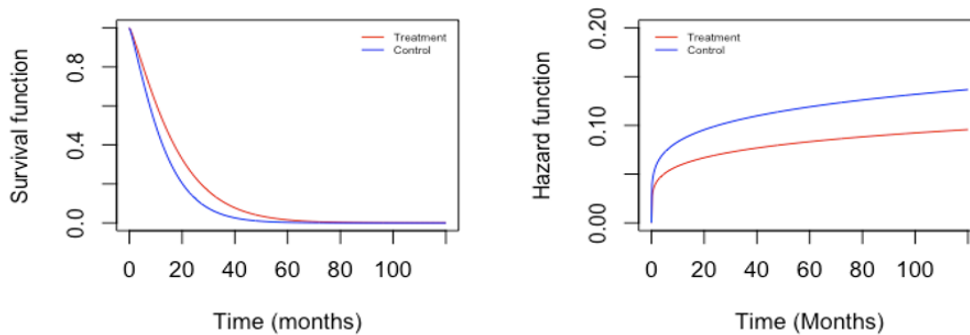 Survival function
0.0 0.4 0.8
Treatment
Control
0 20 40 60 80 100
Time (months)
Hazard function
0.00 0.10 0.20
Treatment
Control
0 20 40 60 80 100
Time (Months)